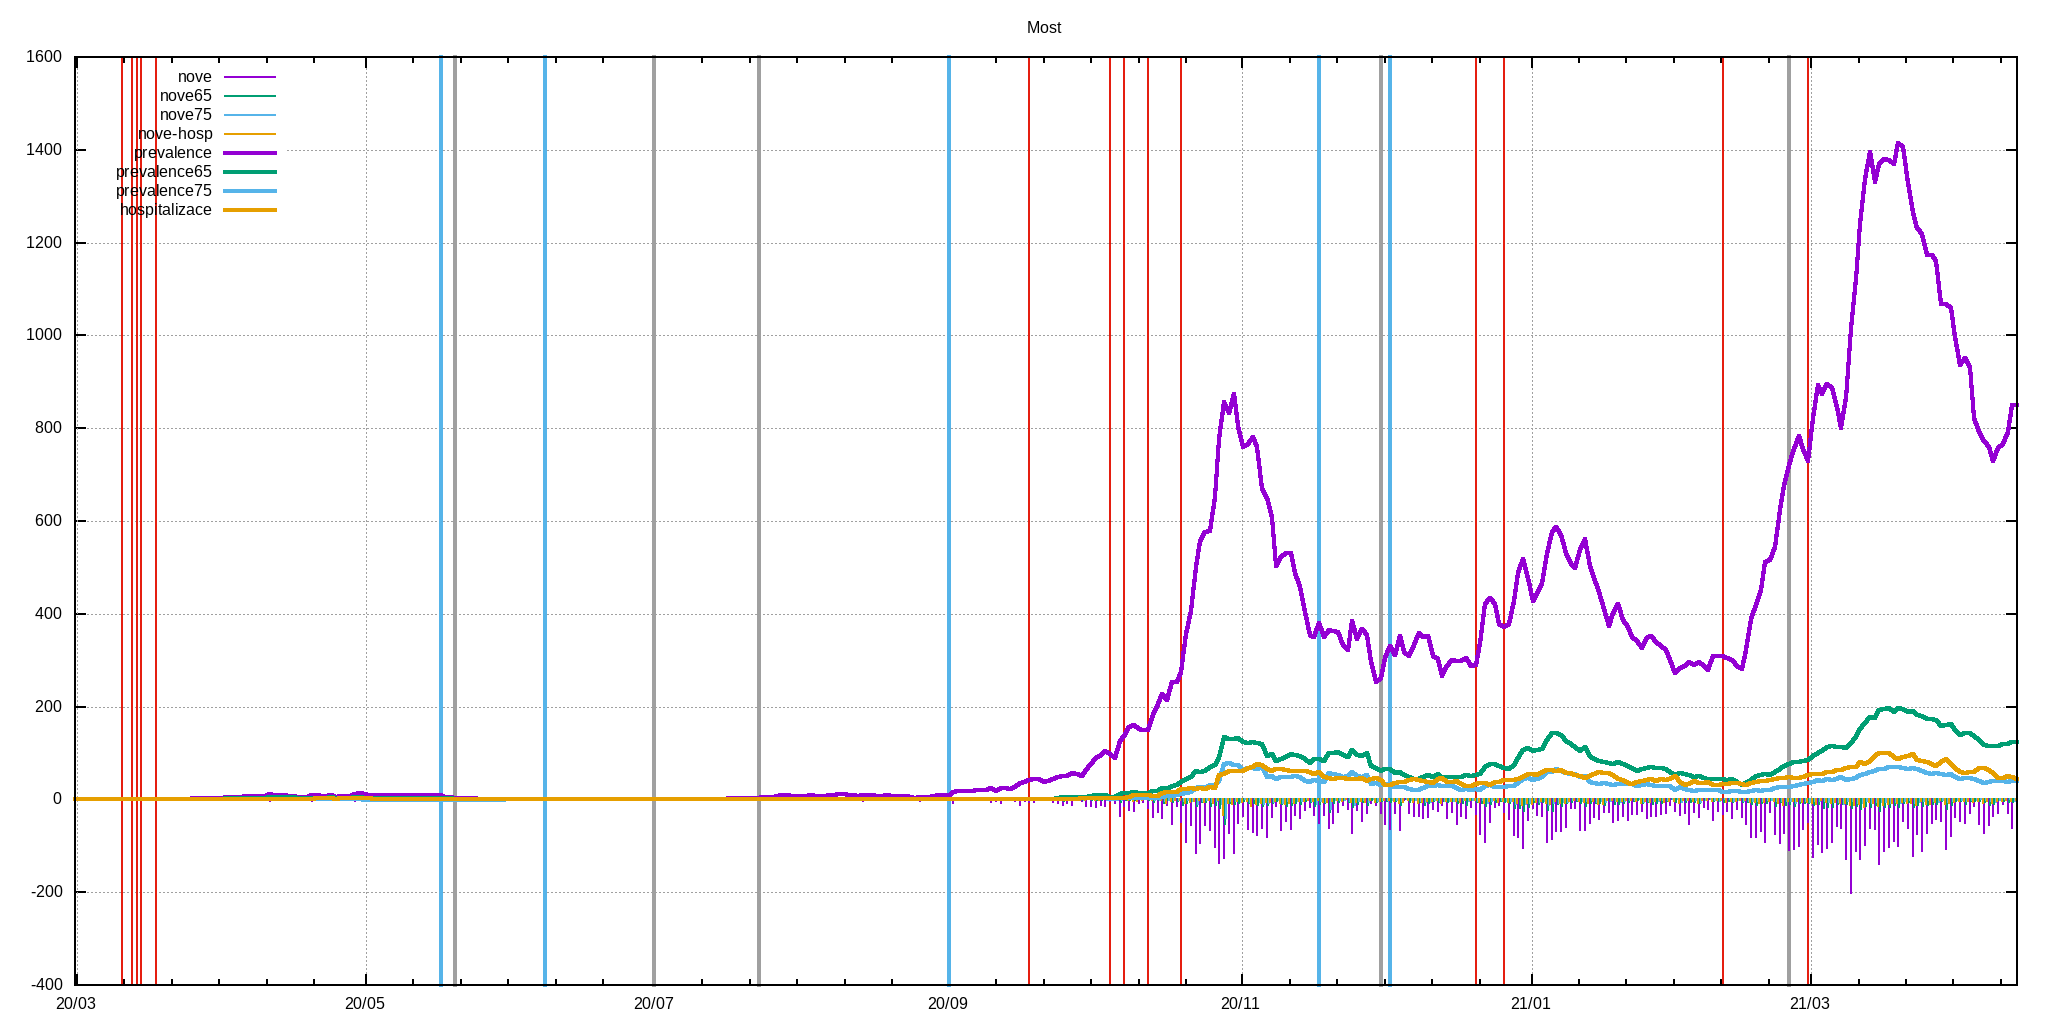 Most
1600
nove
nove65
nove75
nove-hosp
1400
prevalence
prevalence65
prevalence75
hospitalizace
1200
1000
800
600
400
200
0
-200
-400
20/03 20/05 20/07 20/09 20/11 21/01 21/03